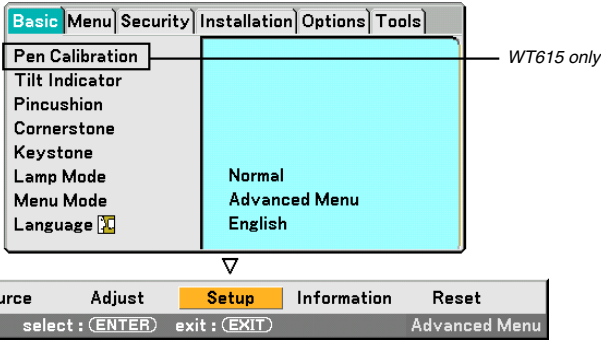 Basic Menu Security Installation Options Tools
Pen Calibration
WT615 only
Tilt Indicator
Pincushion
Cornerstone
Keystone
Lamp Mode Normal
Menu Mode Advanced Menu
Language English
urce Adjust Setup Information Reset
select : ENTER exit : EXIT Advanced Menu